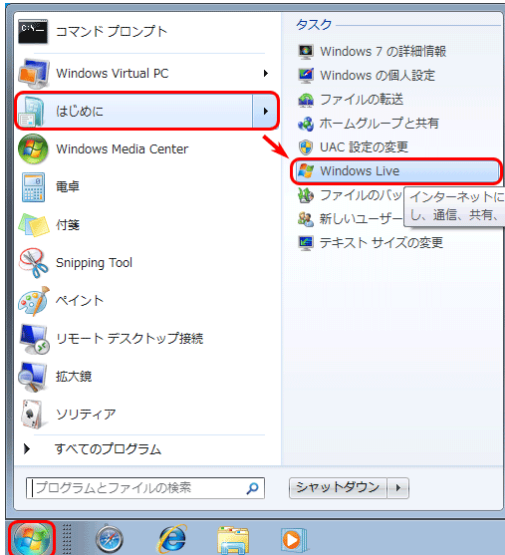 コマンド プロンプト
Windows Virtual PC
はじめに
Windows Media Center
電卓
付箋
Snipping Tool
ペイント
リモート デスクトップ接続
拡大鏡
ソリティア
すべてのプログラム
プログラムとファイルの検索
タスク
Windows 7 の詳細情報
Windows の個人設定
ファイルの転送
ホームグループと共有
UAC 設定の変更
Windows Live
ファイルのバッ
インターネットに
新しいユーザー
し、通信、共有、
テキスト サイズの変更
シャットダウン